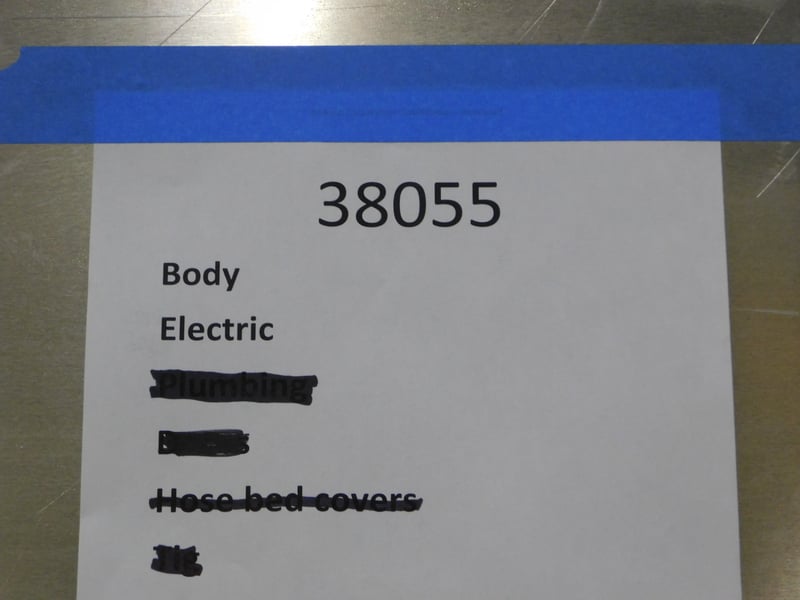 38055
Body
Electric
Plumbing
Hose bed covers